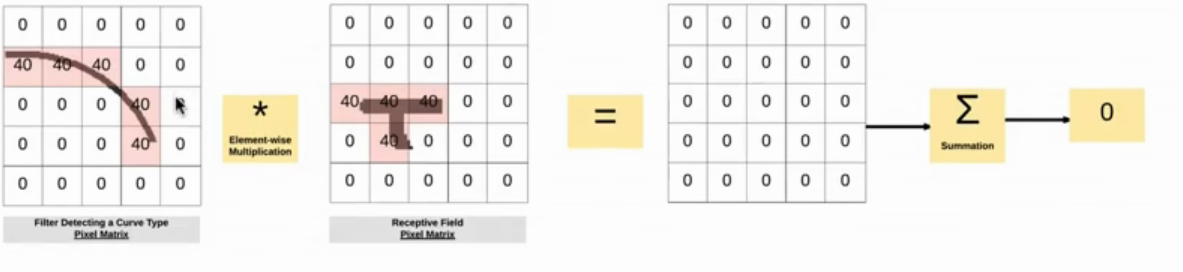 0 0 0 0 0
40 40 40 0 0
0 0 0 40 0
0 0 0 40 0
0 0 0 0 0
Filter Detecting a Curve Type
Pixel Matrix
*
Element-wise
Multiplication
0 0 0 0 0
0 0 0 0 0
40 40 40 0 0
0 40 0 0 0
0 0 0 0 0
Receptive Field
Pixel Matrix
=
0 0 0 0 0
0 0 0 0 0
0 0 0 0 0
0 0 0 0 0
0 0 0 0 0
Σ
Summation
0